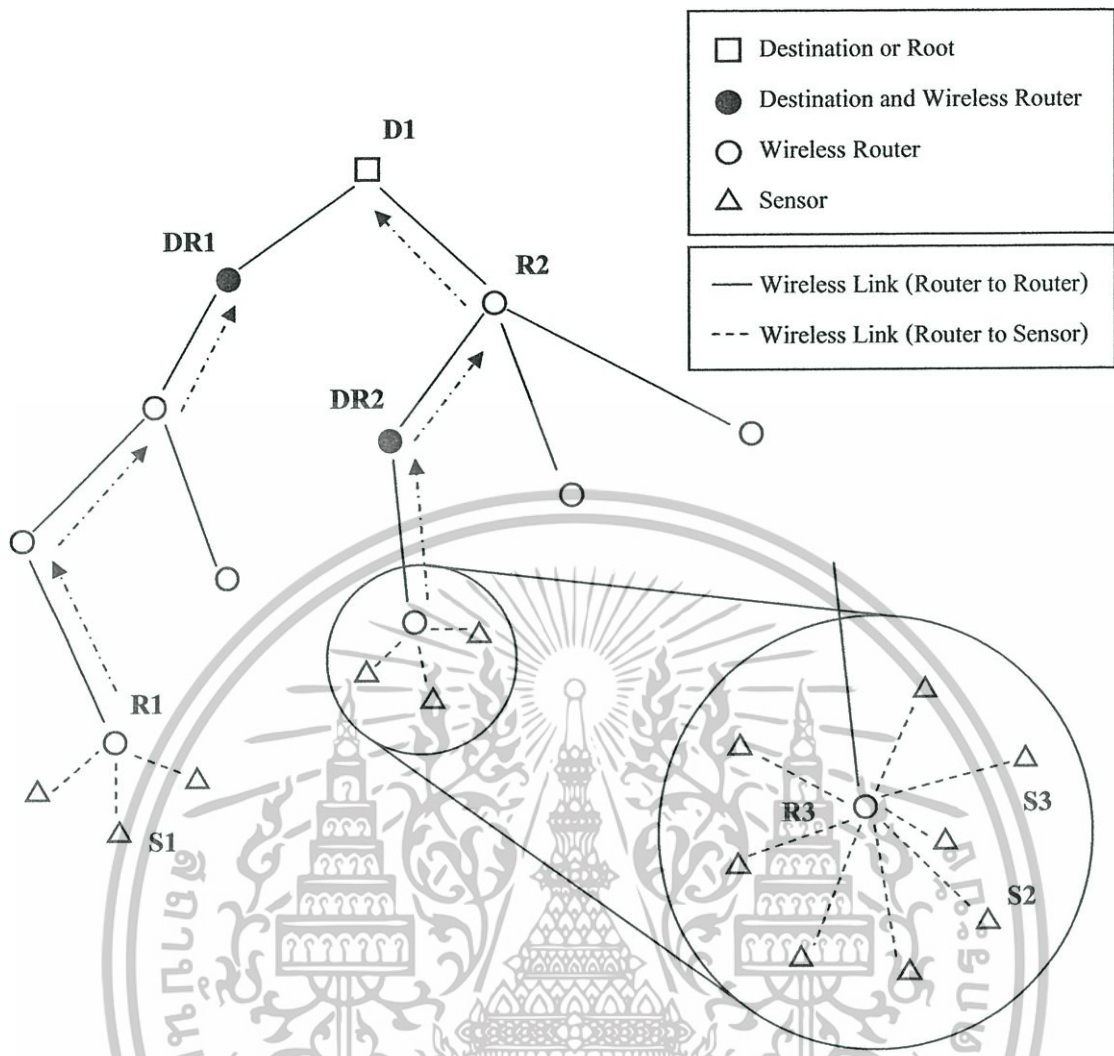 Destination or Root
Destination and Wireless Router
Wireless Router
Sensor
Wireless Link (Router to Router)
Wireless Link (Router to Sensor)
D1
DR1
R2
DR2
R1
S1
R3
S3
S2